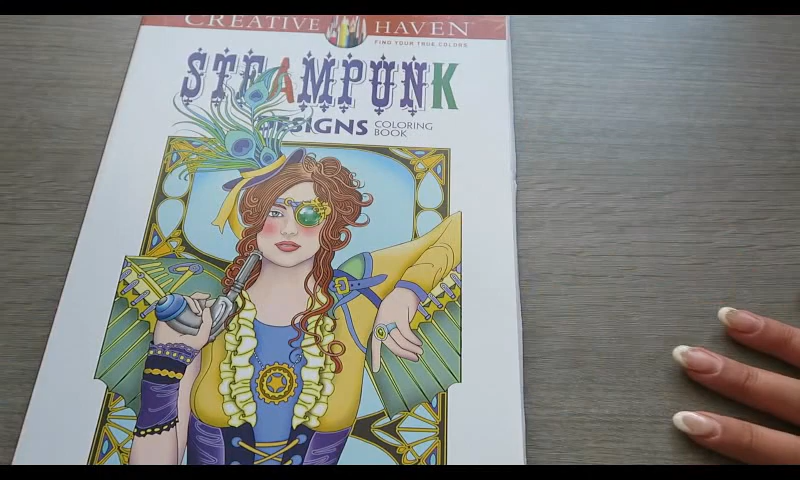 CREATIVE HAVEN
FIND YOUR TRUE COLORS
STEAMPUNK
DESIGNS COLORING
BOOK